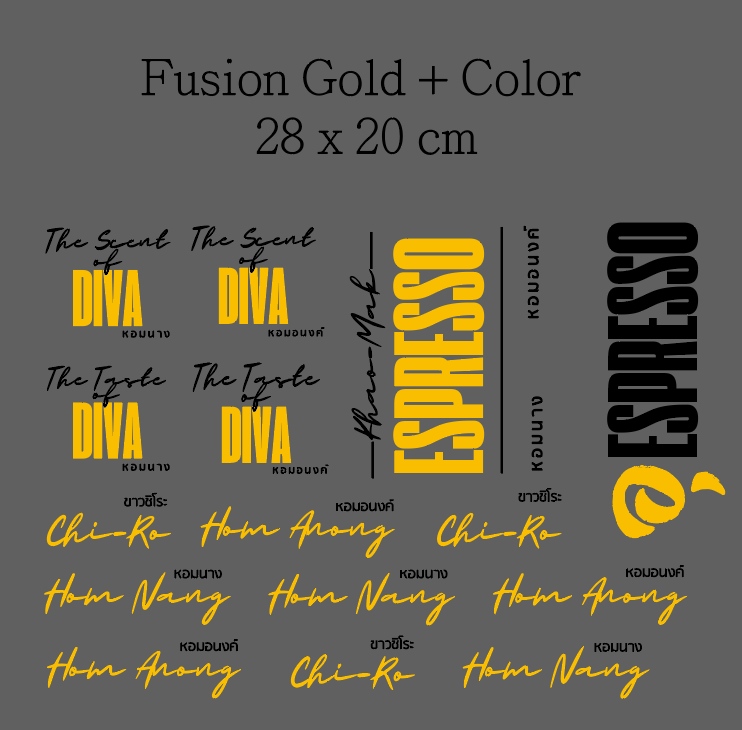 Fusion Gold + Color
28 x 20 cm
The Scent
of
DIVA
หอมนาง
The Scent
of
DIVA
หอมอนงค์
The Taste
of
DIVA
หอมนาง
The Taste
of
DIVA
หอมอนงค์
Khao-Mak
ESPRESSO
หอมอนงค์
หอมนาง
ESPRESSO
é
ขาวชิโระ
Chi-Ro
หอมอนงค์
Hom Anong
ขาวชิโระ
Chi-Ro
หอมนาง
Hom Nang
หอมนาง
Hom Nang
หอมอนงค์
Hom Anong
หอมอนงค์
Hom Anong
ขาวชิโระ
Chi-Ro
หอมนาง
Hom Nang